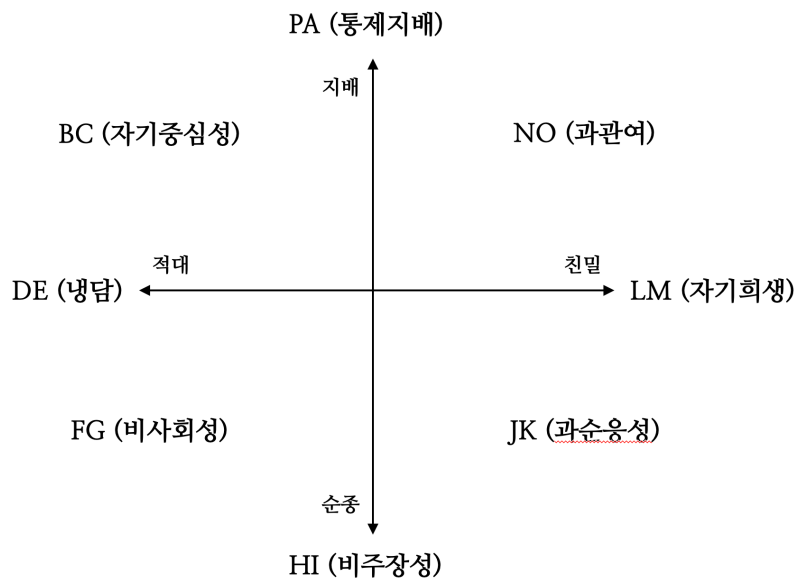 PA (통제지배)
지배
BC (자기중심성)
NO (과관여)
적대
친밀
DE (냉담)
LM (자기희생)
FG (비사회성)
JK (과순응성)
순종
HI (비주장성)